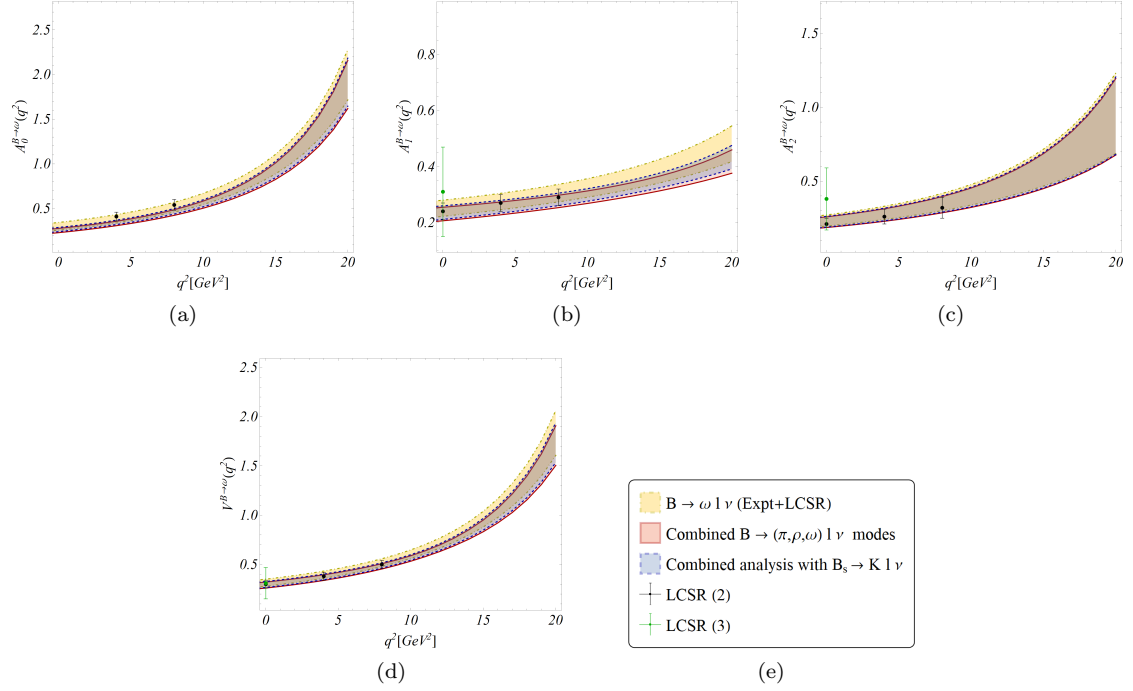 2.5
2.0
1.5
1.0
0.5
A_0^{B→ω}(q^2)
0 5 10 15 20
q^2[GeV^2]
(a)
0.8
0.6
0.4
0.2
A_1^{B→ω}(q^2)
0 5 10 15 20
q^2[GeV^2]
(b)
1.5
1.0
0.5
A_2^{B→ω}(q^2)
0 5 10 15 20
q^2[GeV^2]
(c)
2.5
2.0
1.5
1.0
0.5
V^{B→ω}(q^2)
0 5 10 15 20
q^2[GeV^2]
(d)
B → ω l ν (Expt+LCSR)
Combined B → (π,ρ,ω) l ν modes
Combined analysis with B_s → K l ν
LCSR (2)
LCSR (3)
(e)